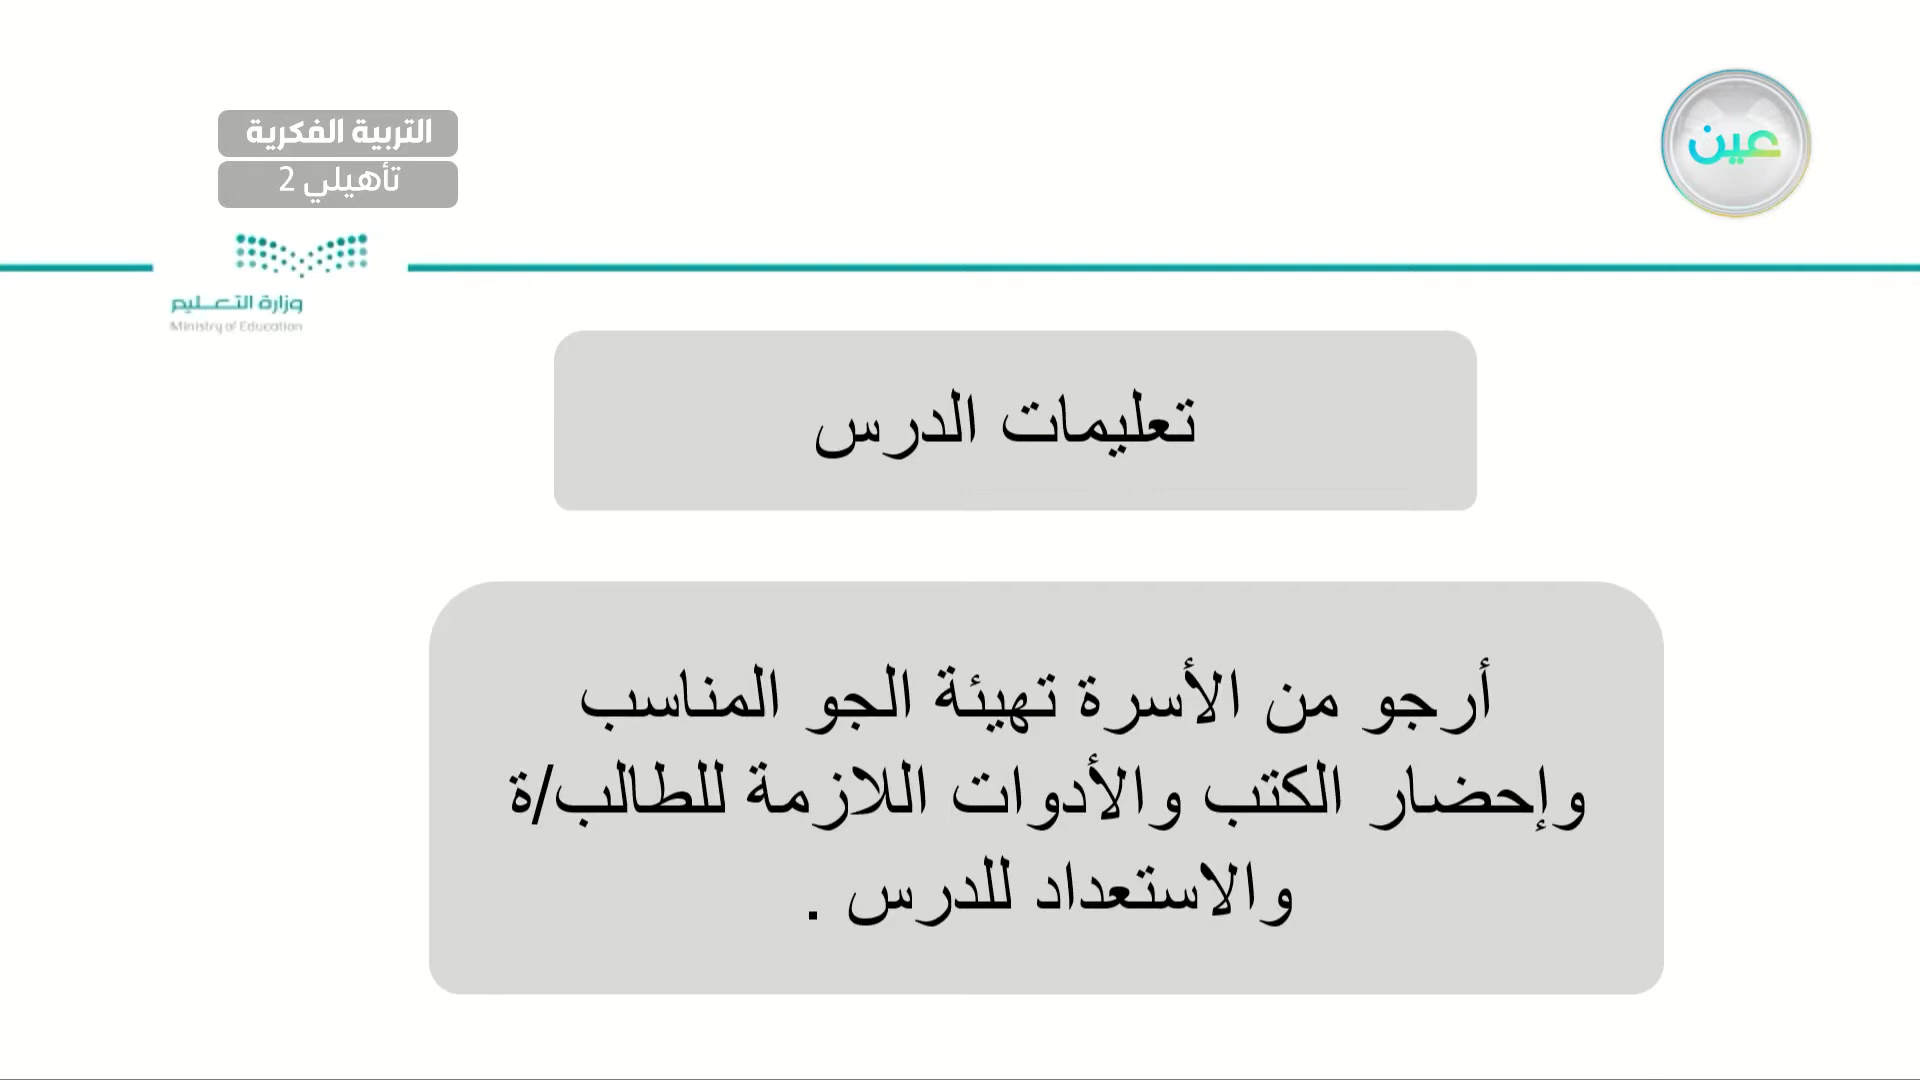 التربية الفكرية
تأهيلي 2
عين
وزارة التعليم
Ministry of Education
تعليمات الدرس
أرجو من الأسرة تهيئة الجو المناسب
وإحضار الكتب والأدوات اللازمة للطالب/ة
والاستعداد للدرس .